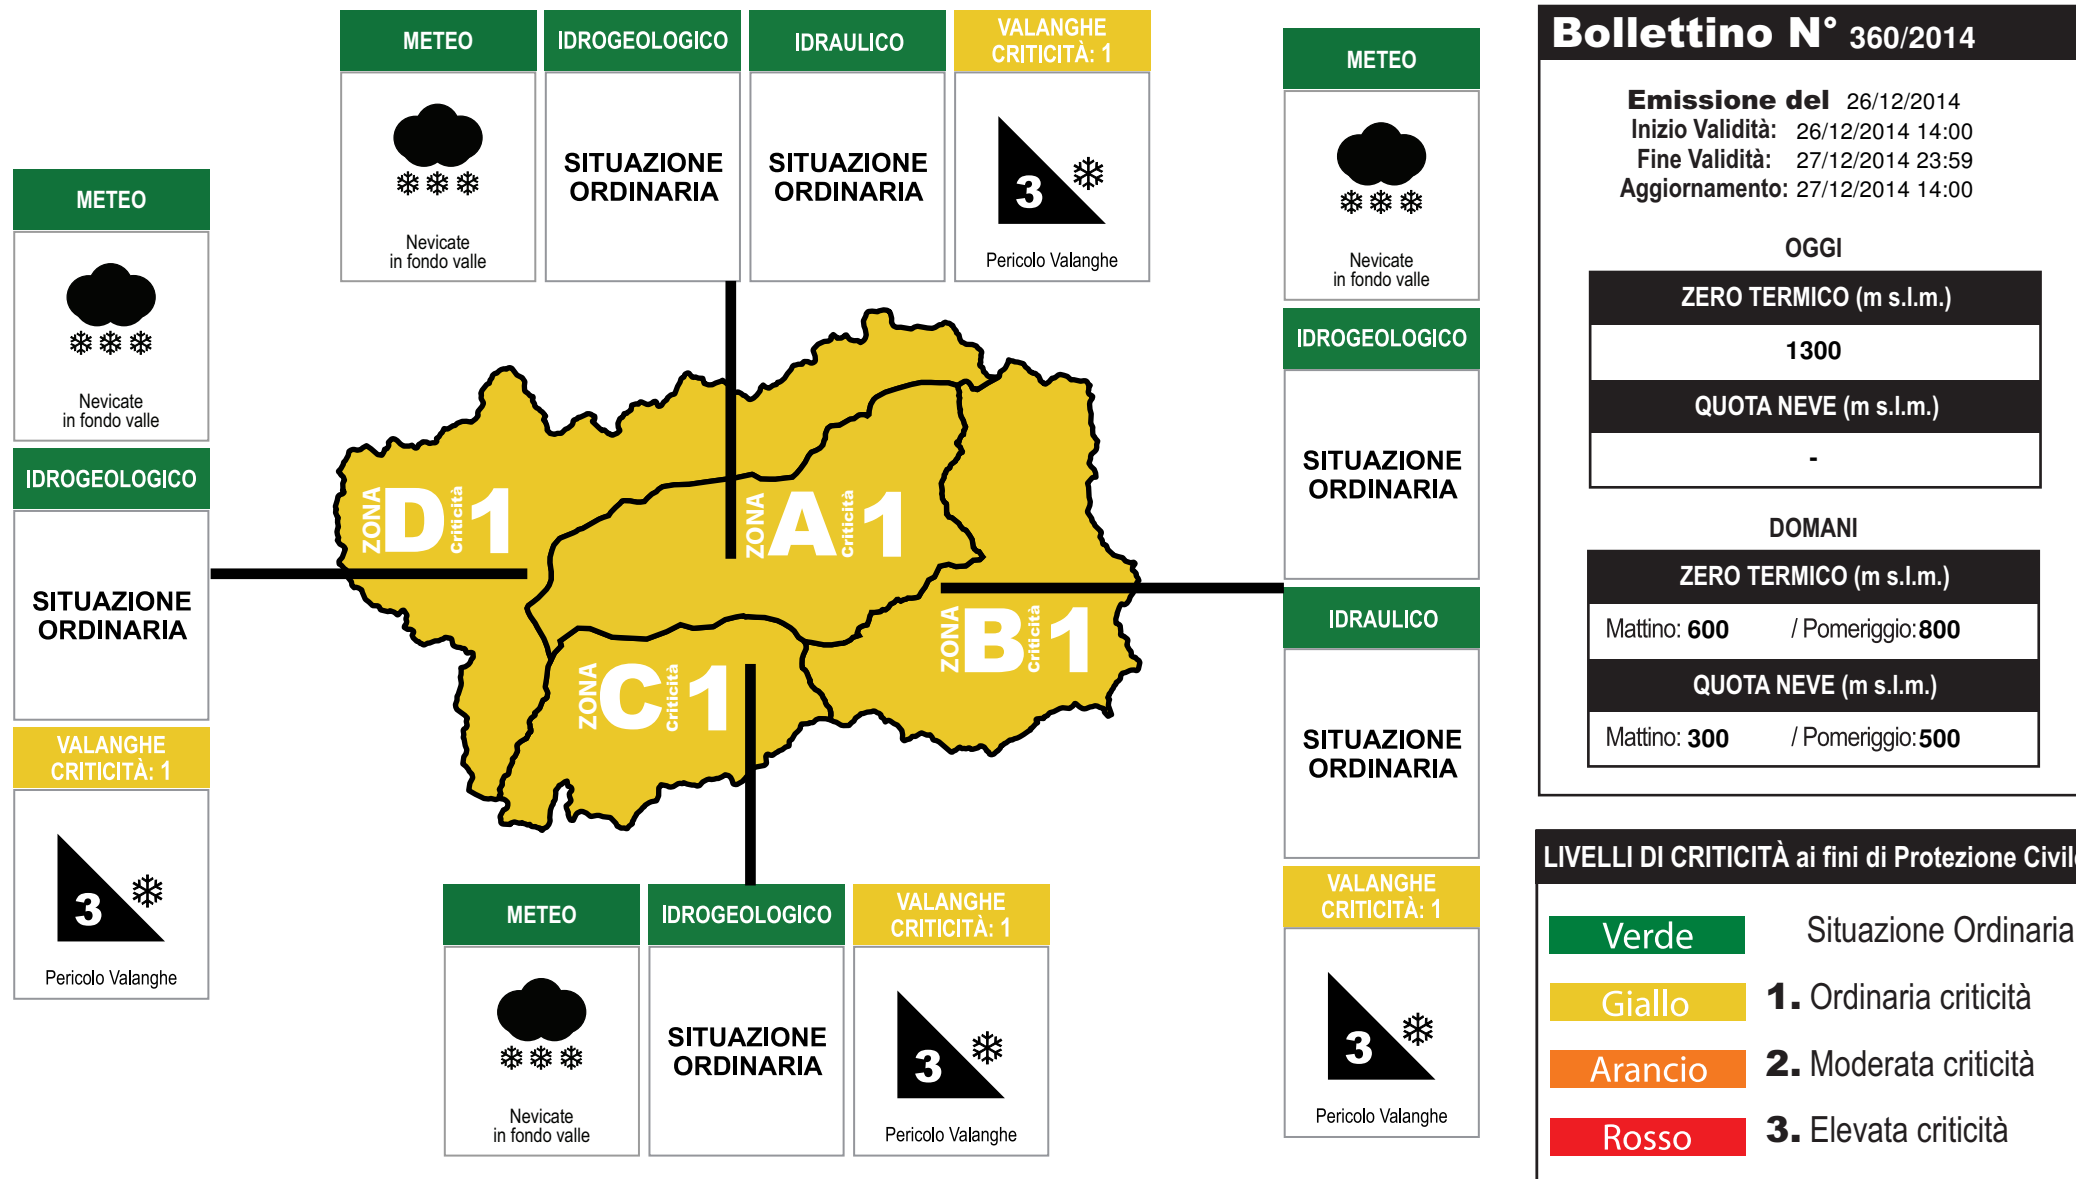 METEO
IDROGEOLOGICO
IDRAULICO
VALANGHE
CRITICITÀ: 1
Nevicate
in fondo valle
SITUAZIONE
ORDINARIA
SITUAZIONE
ORDINARIA
3
Pericolo Valanghe
METEO
Nevicate
in fondo valle
IDROGEOLOGICO
SITUAZIONE
ORDINARIA
VALANGHE
CRITICITÀ: 1
3
Pericolo Valanghe
ZONA D Criticità 1
ZONA A Criticità 1
ZONA B Criticità 1
ZONA C Criticità 1
METEO
IDROGEOLOGICO
VALANGHE
CRITICITÀ: 1
Nevicate
in fondo valle
SITUAZIONE
ORDINARIA
3
Pericolo Valanghe
METEO
Nevicate
in fondo valle
IDROGEOLOGICO
SITUAZIONE
ORDINARIA
IDRAULICO
SITUAZIONE
ORDINARIA
VALANGHE
CRITICITÀ: 1
3
Pericolo Valanghe
Bollettino N° 360/2014
Emissione del 26/12/2014
Inizio Validità: 26/12/2014 14:00
Fine Validità: 27/12/2014 23:59
Aggiornamento: 27/12/2014 14:00
OGGI
ZERO TERMICO (m s.l.m.)
1300
QUOTA NEVE (m s.l.m.)
-
DOMANI
ZERO TERMICO (m s.l.m.)
Mattino: 600 / Pomeriggio: 800
QUOTA NEVE (m s.l.m.)
Mattino: 300 / Pomeriggio: 500
LIVELLI DI CRITICITÀ ai fini di Protezione Civile
Verde Situazione Ordinaria
Giallo 1. Ordinaria criticità
Arancio 2. Moderata criticità
Rosso 3. Elevata criticità